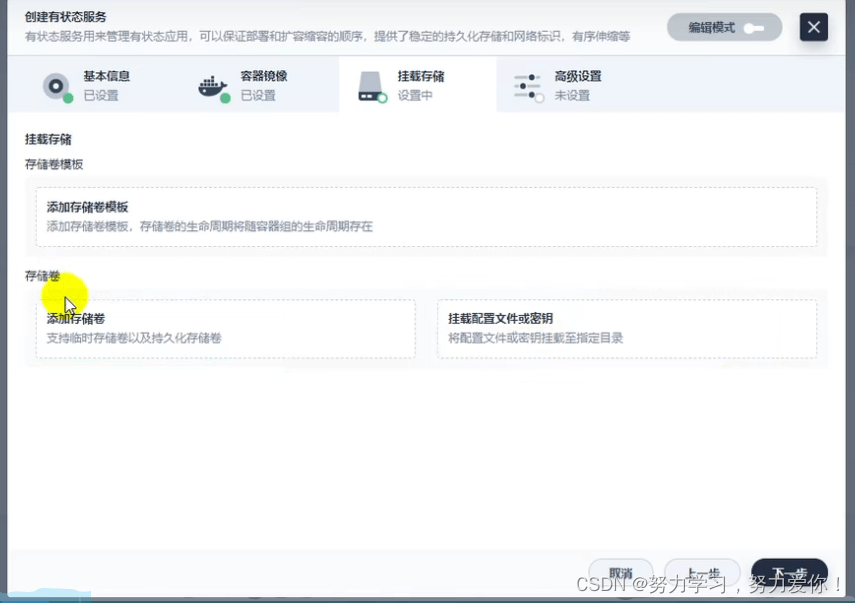 创建有状态服务
有状态服务用来管理有状态应用，可以保证部署和扩容缩容的顺序，提供了稳定的持久化存储和网络标识，有序伸缩等
编辑模式
基本信息
已设置
容器镜像
已设置
挂载存储
设置中
高级设置
未设置
挂载存储
存储卷模板
添加存储卷模板
添加存储卷模板，存储卷的生命周期将随容器组的生命周期存在
存储卷
添加存储卷
支持临时存储卷以及持久化存储卷
挂载配置文件或密钥
将配置文件或密钥挂载至指定目录
取消
上一步
下一步
CSDN @努力学习，努力爱你！